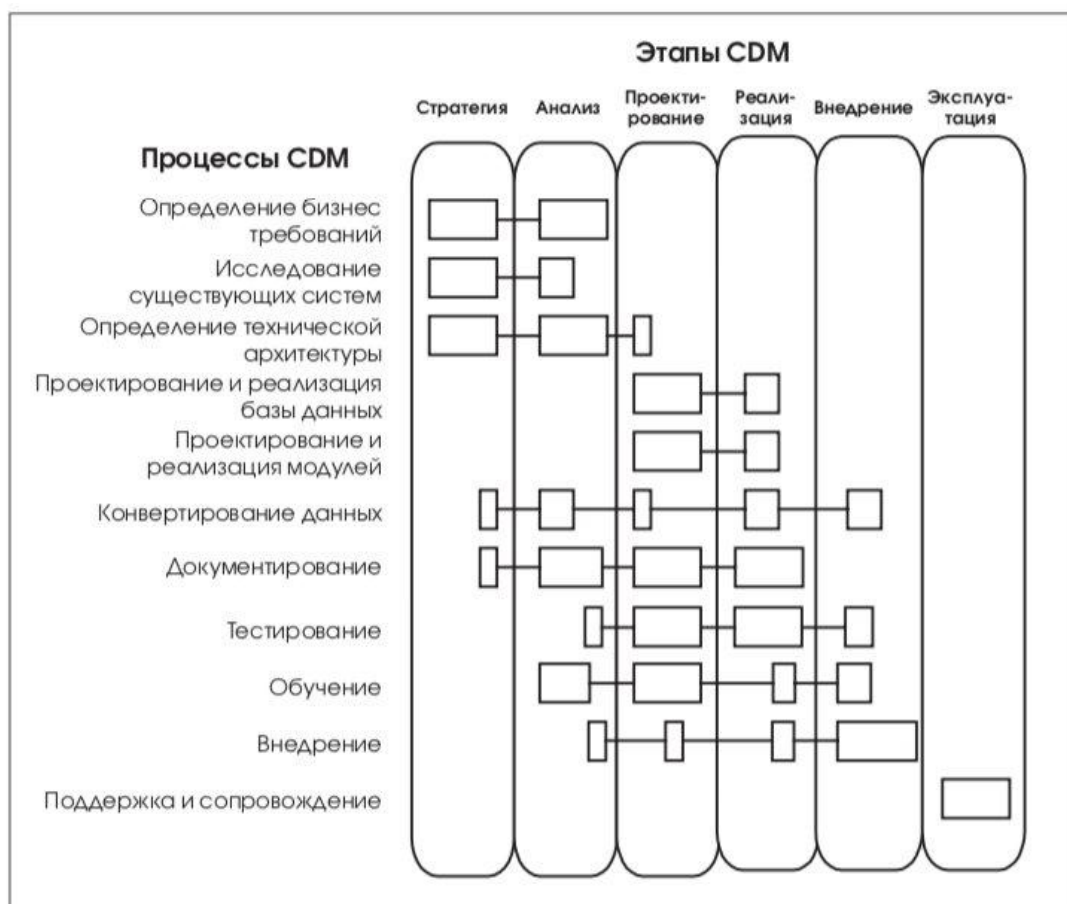 Этапы CDM
Стратегия
Анализ
Проекти-
рование
Реали-
зация
Внедрение
Эксплуа-
тация
Процессы CDM
Определение бизнес
требований
Исследование
существующих систем
Определение технической
архитектуры
Проектирование и реализация
базы данных
Проектирование и
реализация модулей
Конвертирование данных
Документирование
Тестирование
Обучение
Внедрение
Поддержка и сопровождение